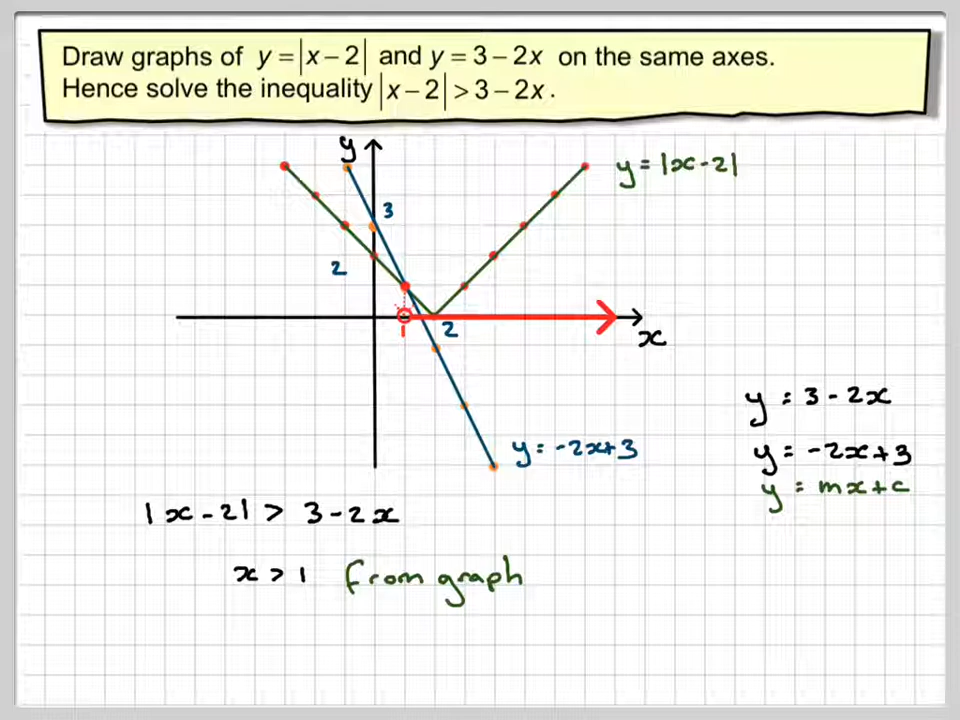 Draw graphs of y = |x − 2| and y = 3 − 2x on the same axes.
Hence solve the inequality |x − 2| > 3 − 2x.
y
y = |x - 2|
3
2
1
2
x
y = 3 - 2x
y = -2x+3
y = -2x+3
y = mx+c
|x - 2| > 3 - 2x
x > 1 from graph